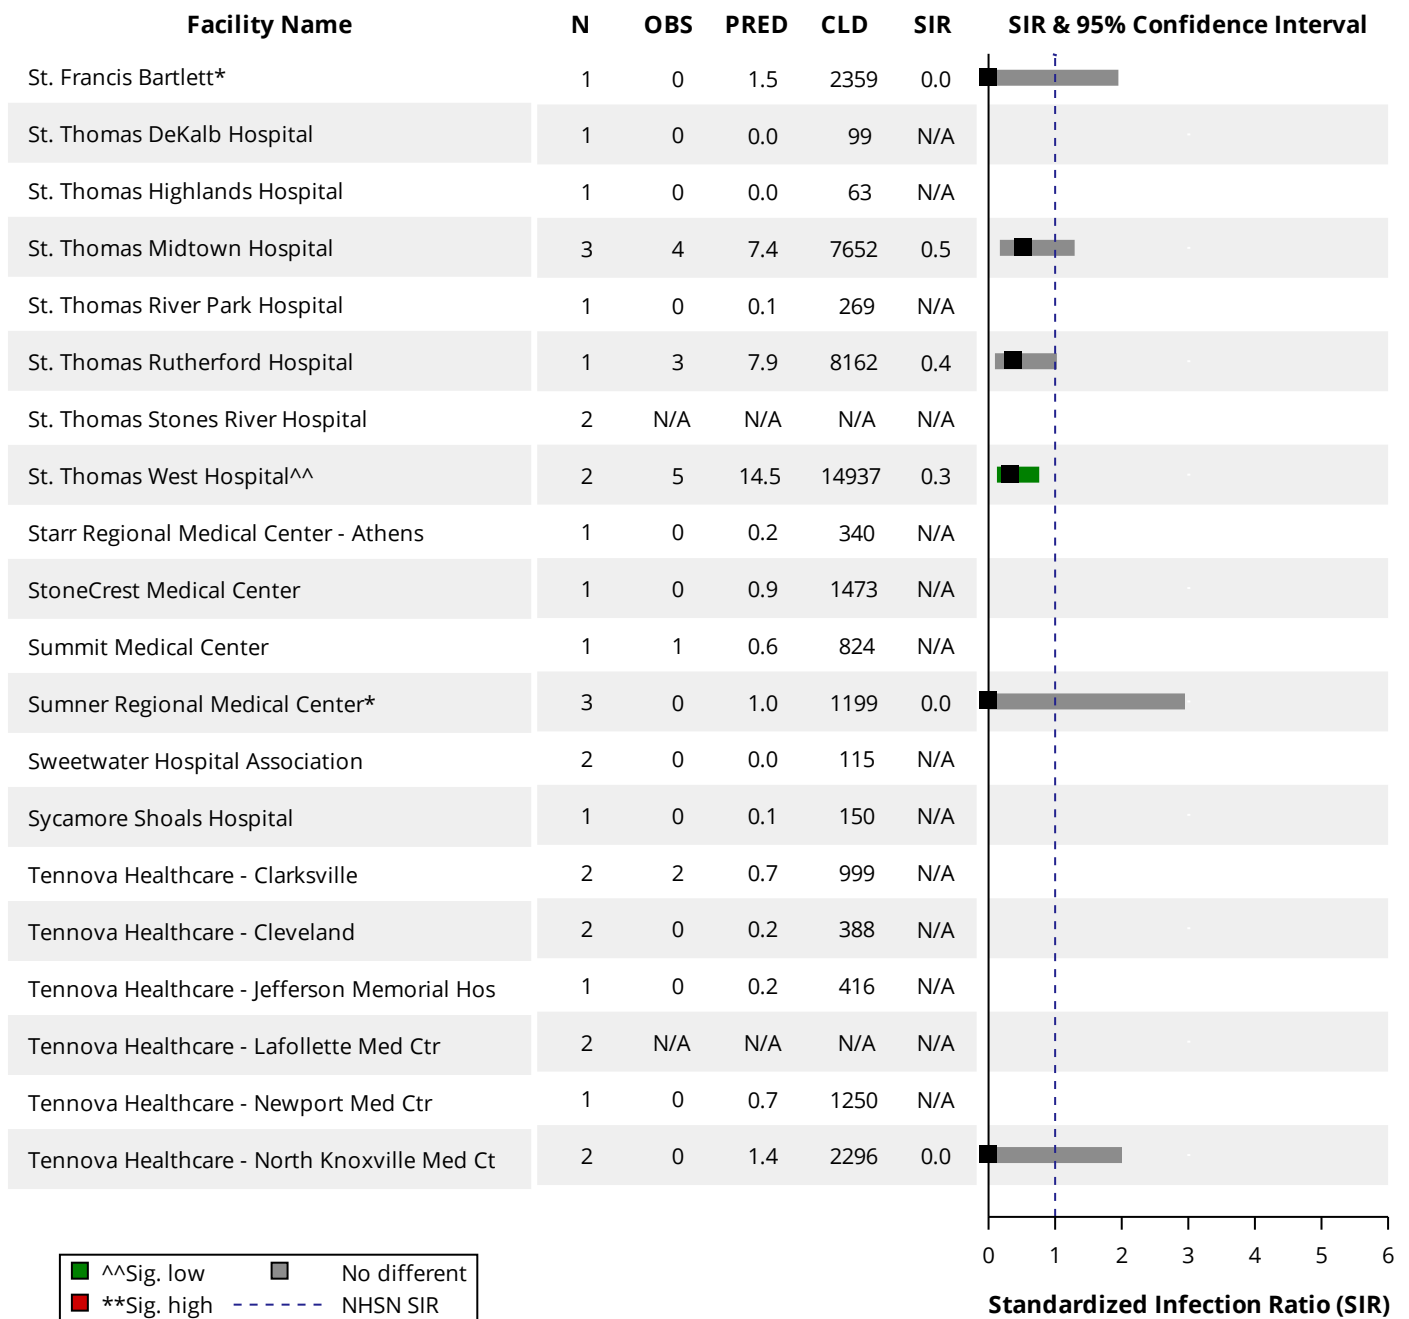 Facility Name N OBS PRED CLD SIR SIR & 95% Confidence Interval
St. Francis Bartlett* 1 0 1.5 2359 0.0
St. Thomas DeKalb Hospital 1 0 0.0 99 N/A
St. Thomas Highlands Hospital 1 0 0.0 63 N/A
St. Thomas Midtown Hospital 3 4 7.4 7652 0.5
St. Thomas River Park Hospital 1 0 0.1 269 N/A
St. Thomas Rutherford Hospital 1 3 7.9 8162 0.4
St. Thomas Stones River Hospital 2 N/A N/A N/A N/A
St. Thomas West Hospital^^ 2 5 14.5 14937 0.3
Starr Regional Medical Center - Athens 1 0 0.2 340 N/A
StoneCrest Medical Center 1 0 0.9 1473 N/A
Summit Medical Center 1 1 0.6 824 N/A
Sumner Regional Medical Center* 3 0 1.0 1199 0.0
Sweetwater Hospital Association 2 0 0.0 115 N/A
Sycamore Shoals Hospital 1 0 0.1 150 N/A
Tennova Healthcare - Clarksville 2 2 0.7 999 N/A
Tennova Healthcare - Cleveland 2 0 0.2 388 N/A
Tennova Healthcare - Jefferson Memorial Hos 1 0 0.2 416 N/A
Tennova Healthcare - Lafollette Med Ctr 2 N/A N/A N/A N/A
Tennova Healthcare - Newport Med Ctr 1 0 0.7 1250 N/A
Tennova Healthcare - North Knoxville Med Ct 2 0 1.4 2296 0.0
0 1 2 3 4 5 6
^^Sig. low No different
**Sig. high NHSN SIR
Standardized Infection Ratio (SIR)